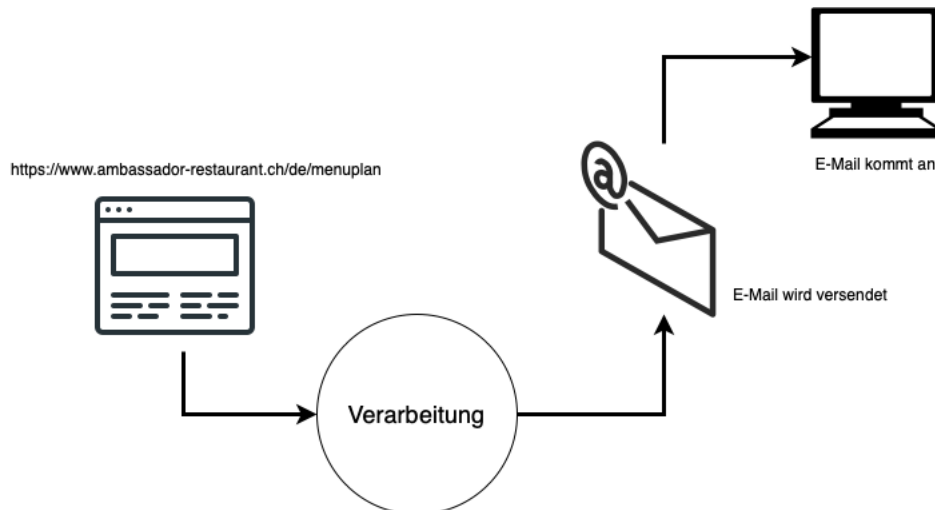 https://www.ambassador-restaurant.ch/de/menuplan
Verarbeitung
@
E-Mail wird versendet
E-Mail kommt an